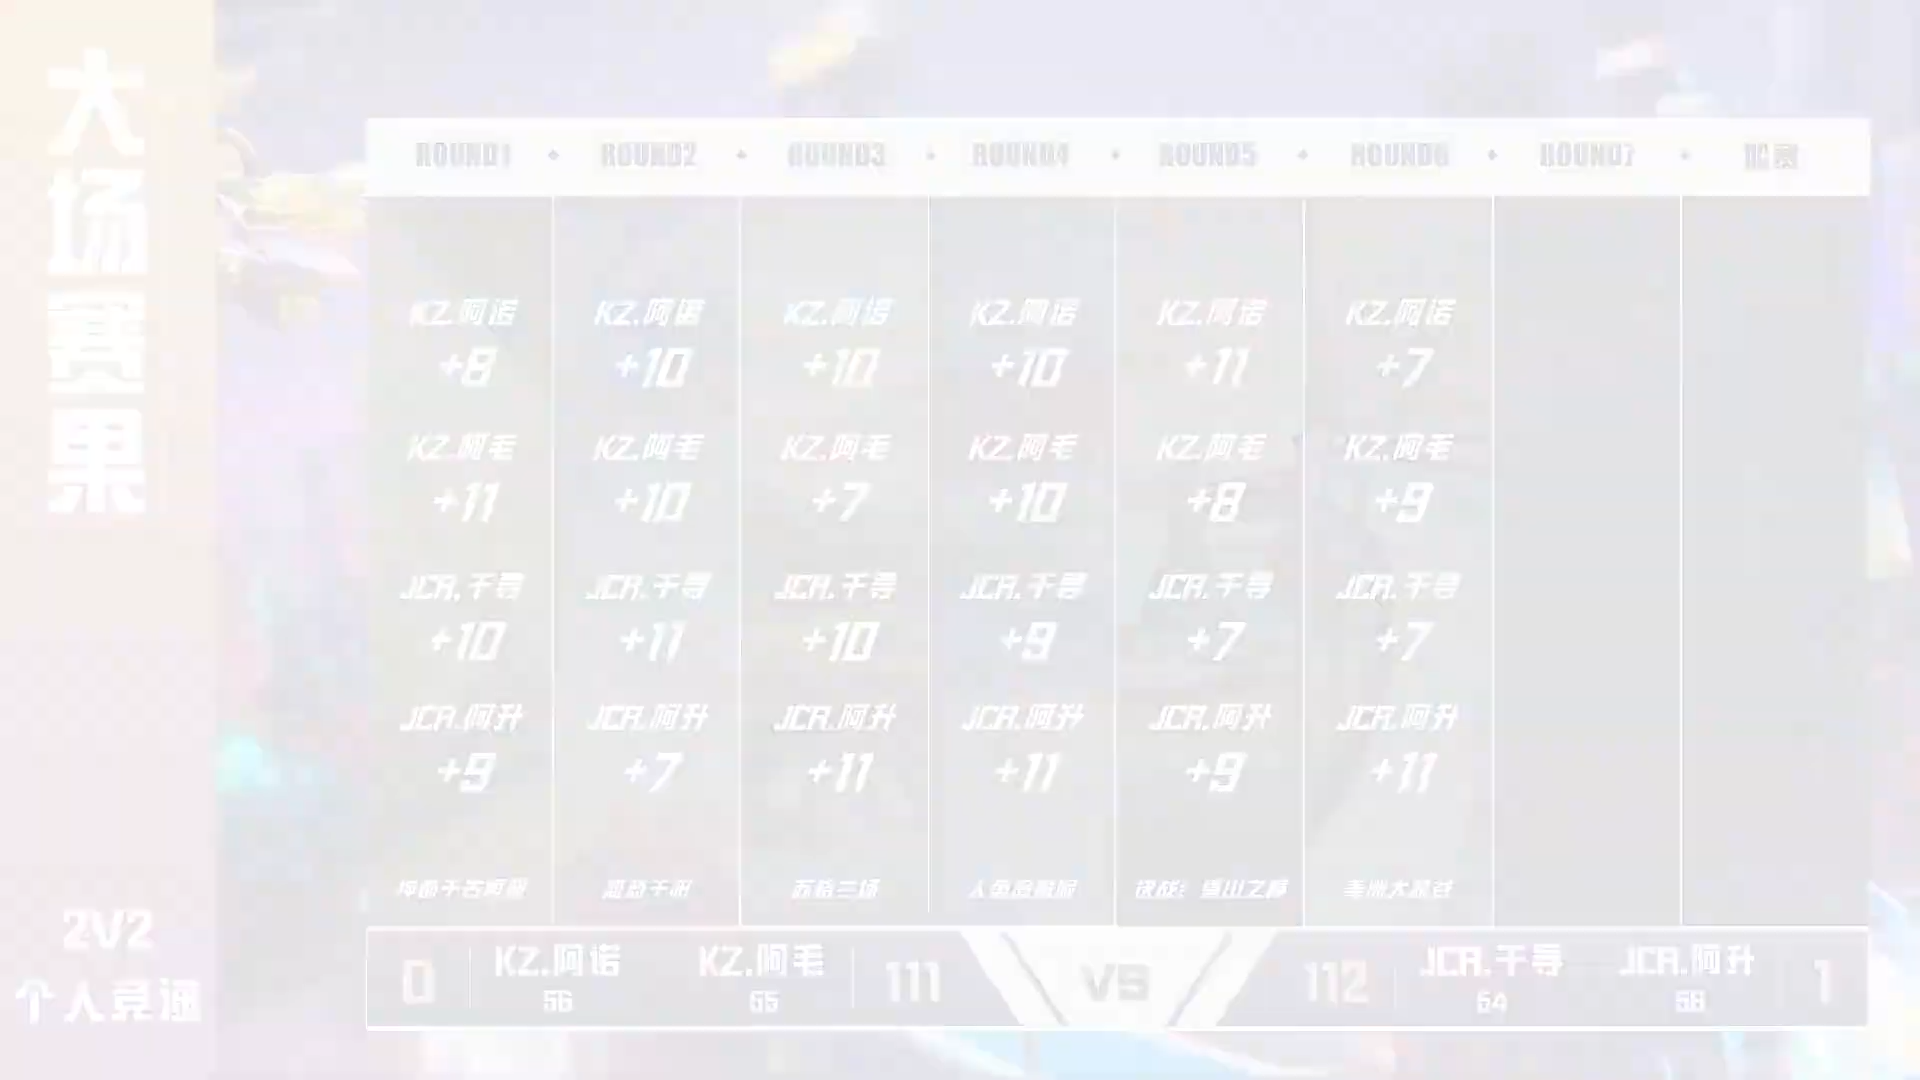 大场赛果
ROUND1 ROUND2 ROUND3 ROUND4 ROUND5 ROUND6 ROUND7
KZ.阿诺 KZ.阿诺 KZ.阿诺 KZ.阿诺 KZ.阿诺 KZ.阿诺
+8 +10 +10 +10 +11 +7
KZ.阿毛 KZ.阿毛 KZ.阿毛 KZ.阿毛 KZ.阿毛 KZ.阿毛
+11 +10 +7 +10 +8 +9
JCR.千寻 JCR.千寻 JCR.千寻 JCR.千寻 JCR.千寻 JCR.千寻
+10 +11 +10 +9 +7 +7
JCR.阿升 JCR.阿升 JCR.阿升 JCR.阿升 JCR.阿升 JCR.阿升
+9 +7 +11 +11 +9 +11
决战！雪山之巅
2V2
个人竞速
0 KZ.阿诺 KZ.阿毛 111 VS 112 JCR.千寻 JCR.阿升 1
56 55 54 58